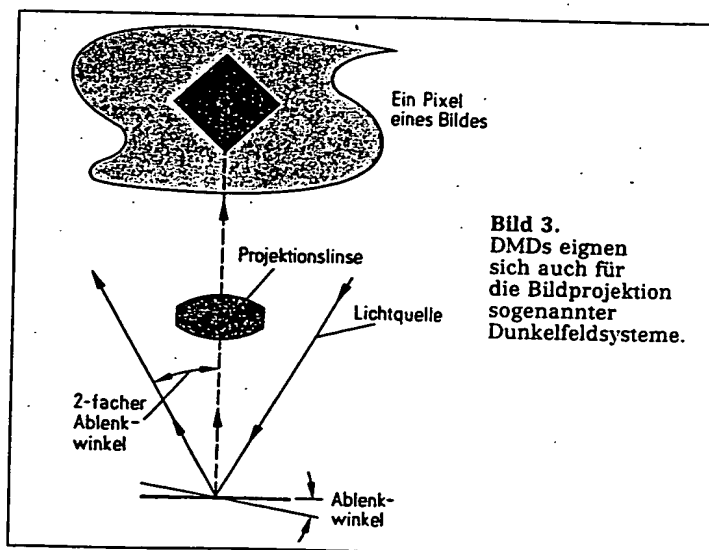 Ein Pixel
eines Bildes
Bild 3.
DMDs eignen
sich auch für
die Bildprojektion
sogenannter
Dunkelfeldsysteme.
Projektionslinse
Lichtquelle
2-facher
Ablenk-
winkel
Ablenk-
winkel